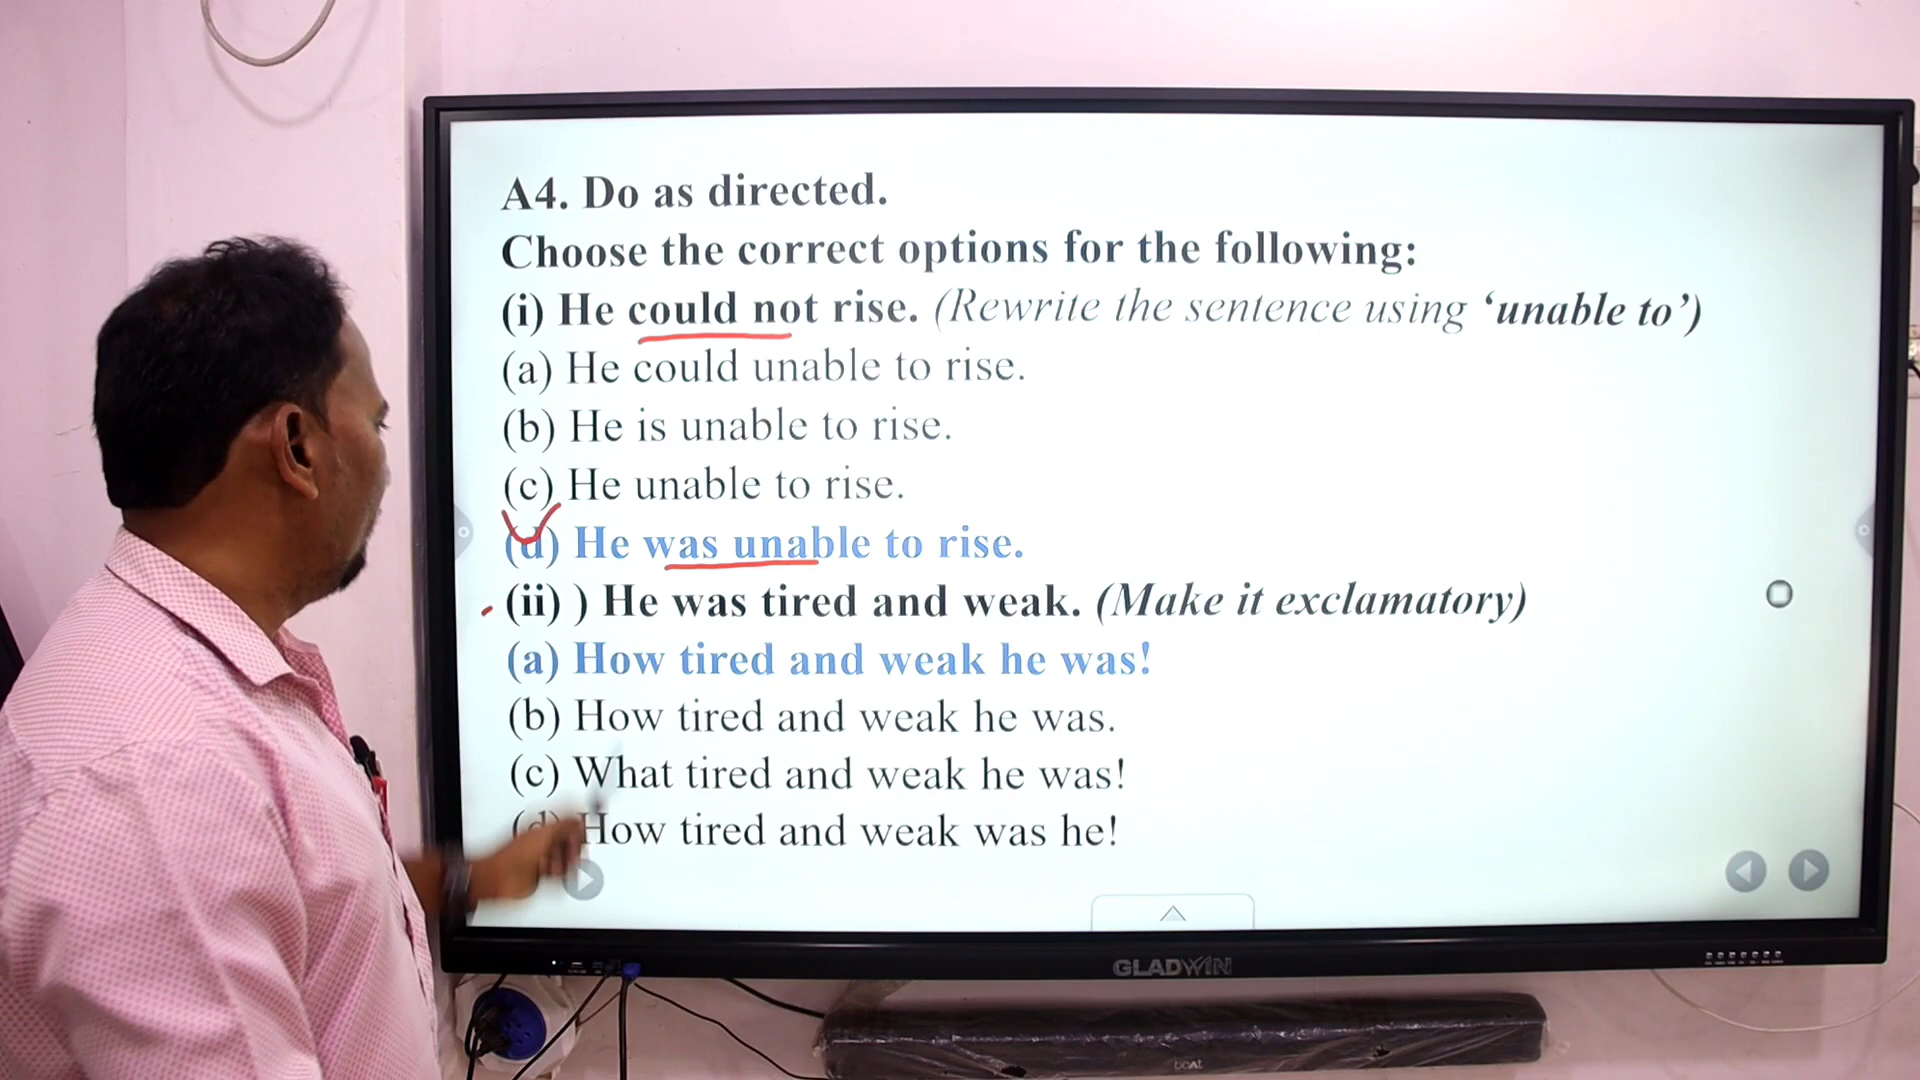 A4. Do as directed.
Choose the correct options for the following:
(i) He could not rise. (Rewrite the sentence using ‘unable to’)
(a) He could unable to rise.
(b) He is unable to rise.
(c) He unable to rise.
(d) He was unable to rise.
(ii) ) He was tired and weak. (Make it exclamatory)
(a) How tired and weak he was!
(b) How tired and weak he was.
(c) What tired and weak he was!
(d) How tired and weak was he!
GLADWIN
boAt